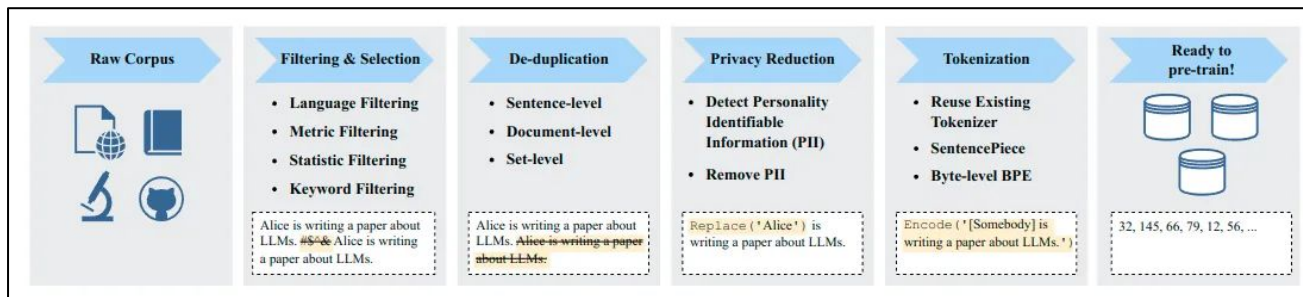 Raw Corpus
Filtering & Selection
• Language Filtering
• Metric Filtering
• Statistic Filtering
• Keyword Filtering
Alice is writing a paper about
LLMs. #$^& Alice is writing
a paper about LLMs.
De-duplication
• Sentence-level
• Document-level
• Set-level
Alice is writing a paper about
LLMs. Alice is writing a paper
about LLMs.
Privacy Reduction
• Detect Personality
Identifiable
Information (PII)
• Remove PII
Replace('Alice') is
writing a paper about LLMs.
Tokenization
• Reuse Existing
Tokenizer
• SentencePiece
• Byte-level BPE
Encode('[Somebody] is
writing a paper about LLMs.')
Ready to
pre-train!
32, 145, 66, 79, 12, 56, ...